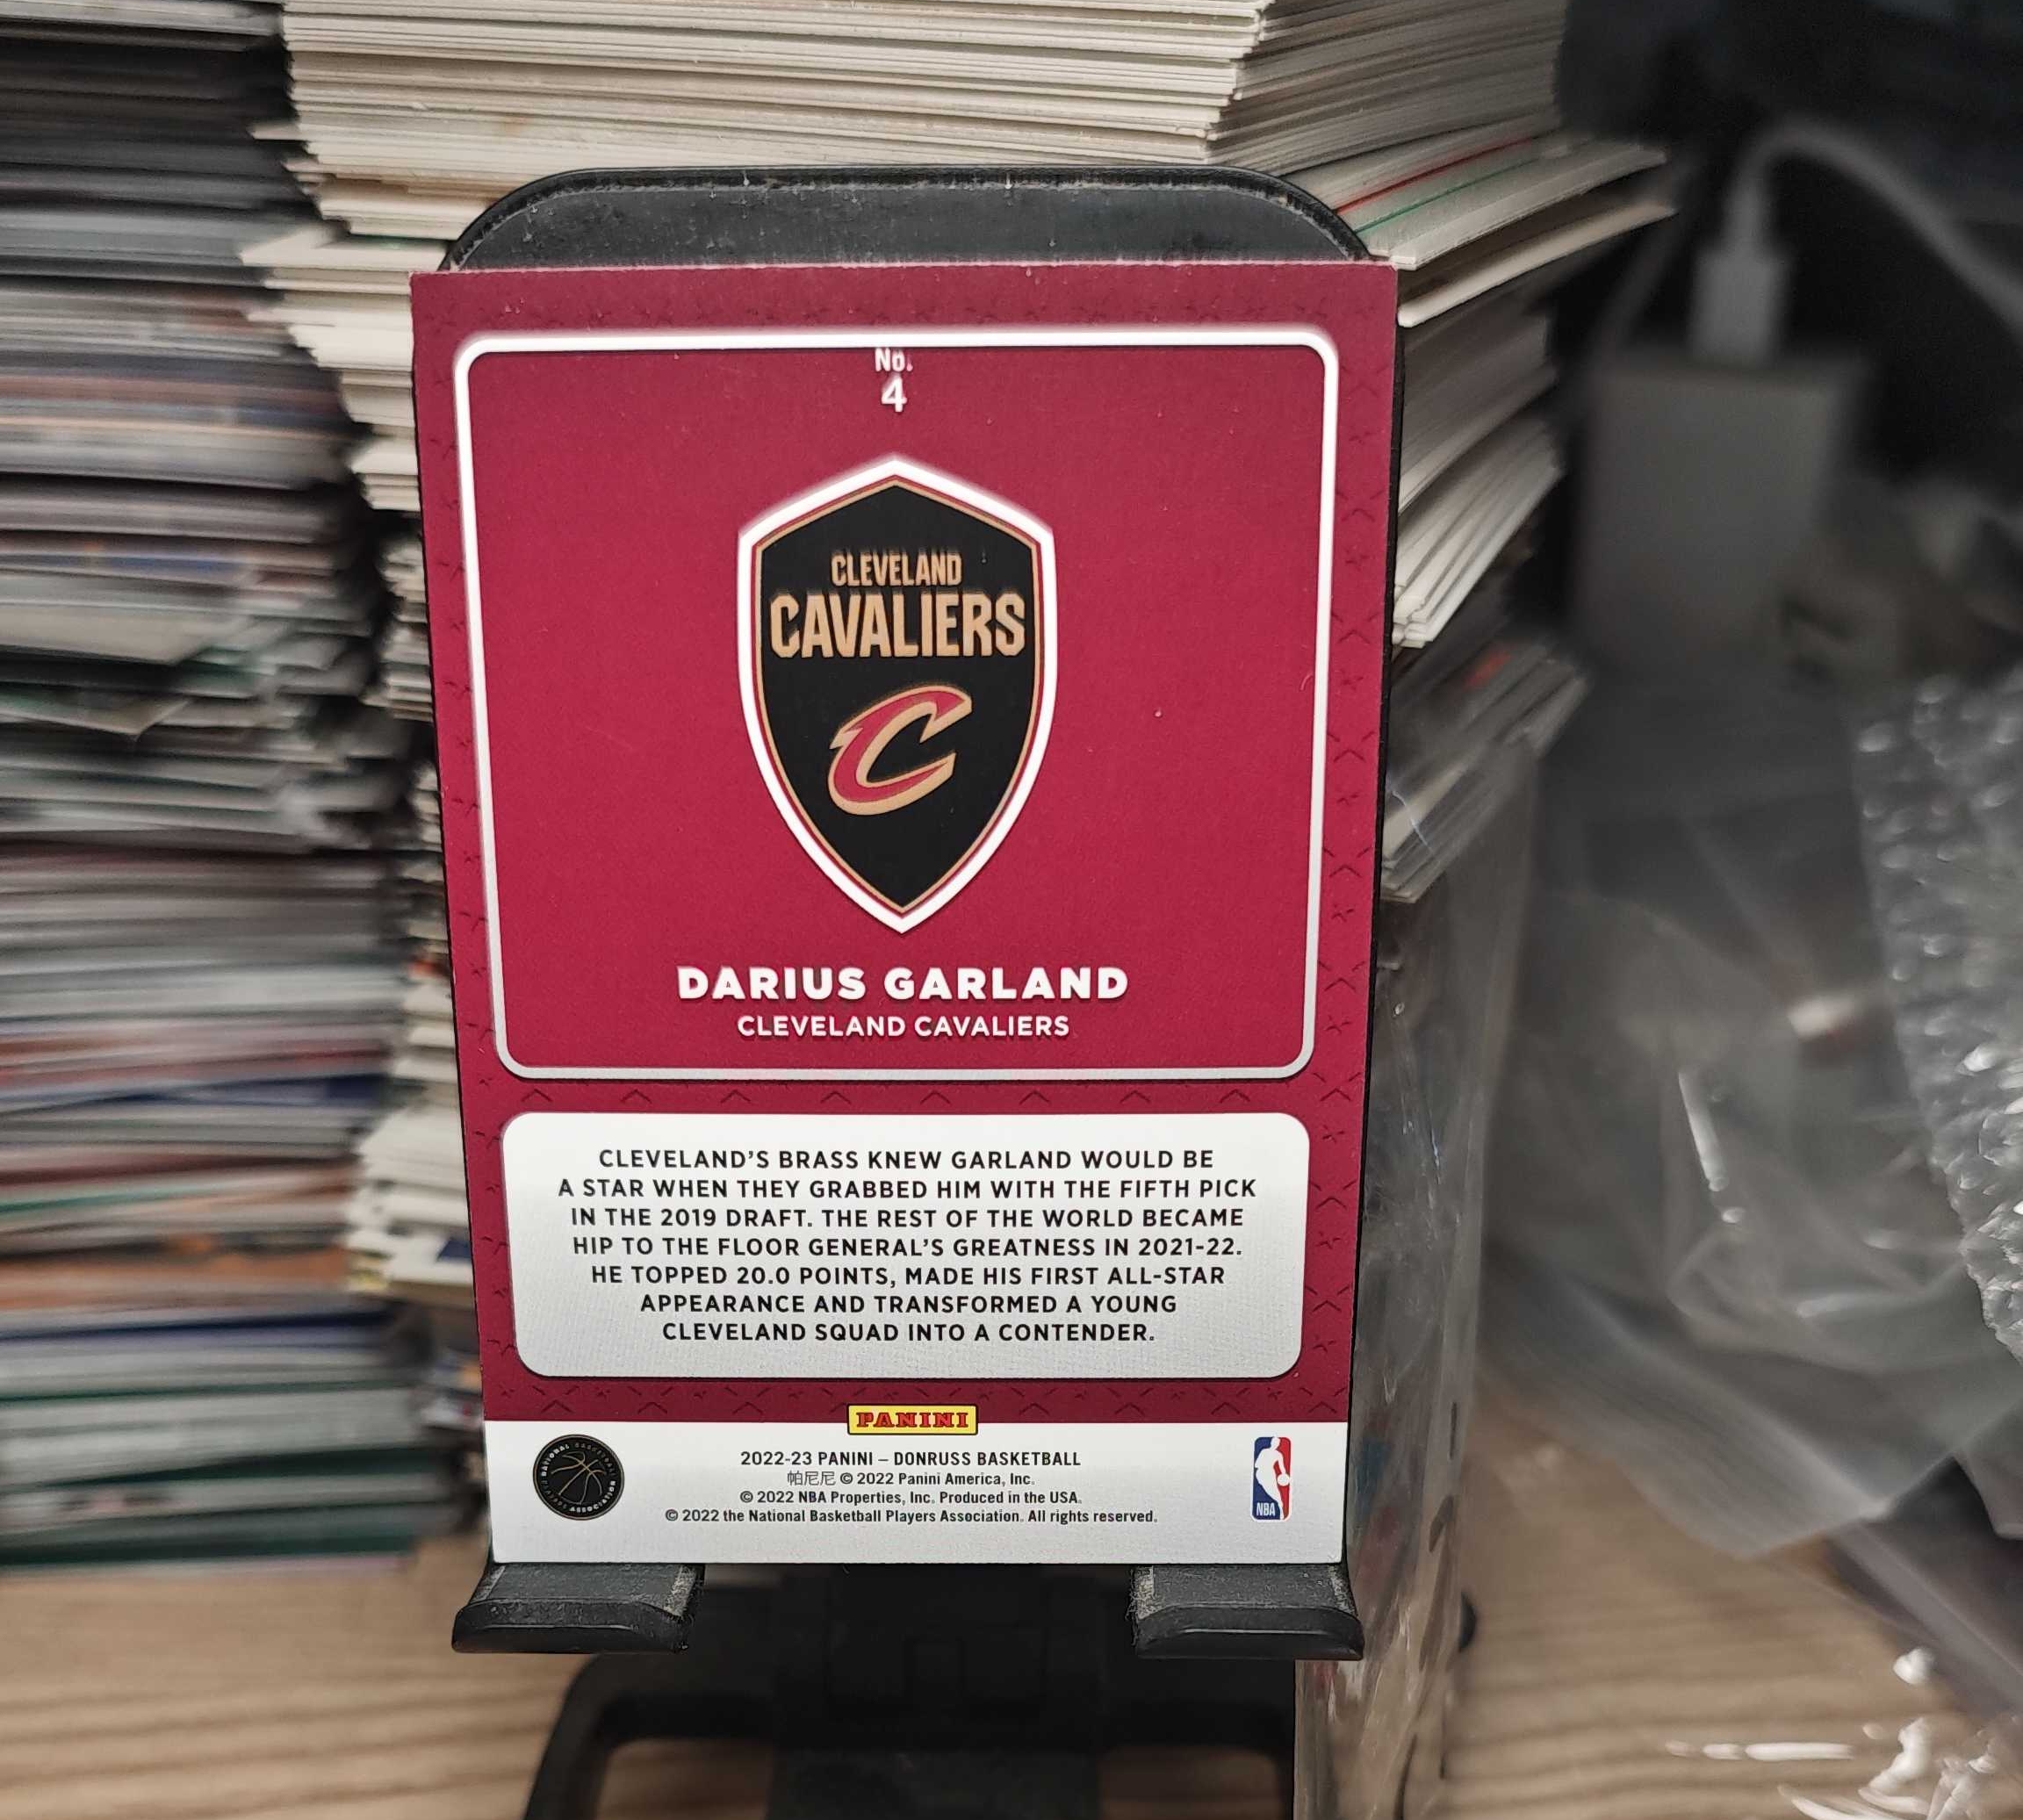 No.
4
CLEVELAND
CAVALIERS
C
DARIUS GARLAND
CLEVELAND CAVALIERS
CLEVELAND'S BRASS KNEW GARLAND WOULD BE
A STAR WHEN THEY GRABBED HIM WITH THE FIFTH PICK
IN THE 2019 DRAFT. THE REST OF THE WORLD BECAME
HIP TO THE FLOOR GENERAL'S GREATNESS IN 2021-22.
HE TOPPED 20.0 POINTS, MADE HIS FIRST ALL-STAR
APPEARANCE AND TRANSFORMED A YOUNG
CLEVELAND SQUAD INTO A CONTENDER.
PANINI
NATIONAL BASKETBALL
PLAYERS ASSOCIATION
2022-23 PANINI – DONRUSS BASKETBALL
帕尼尼 © 2022 Panini America, Inc.
© 2022 NBA Properties, Inc. Produced in the USA.
© 2022 the National Basketball Players Association. All rights reserved.
NBA